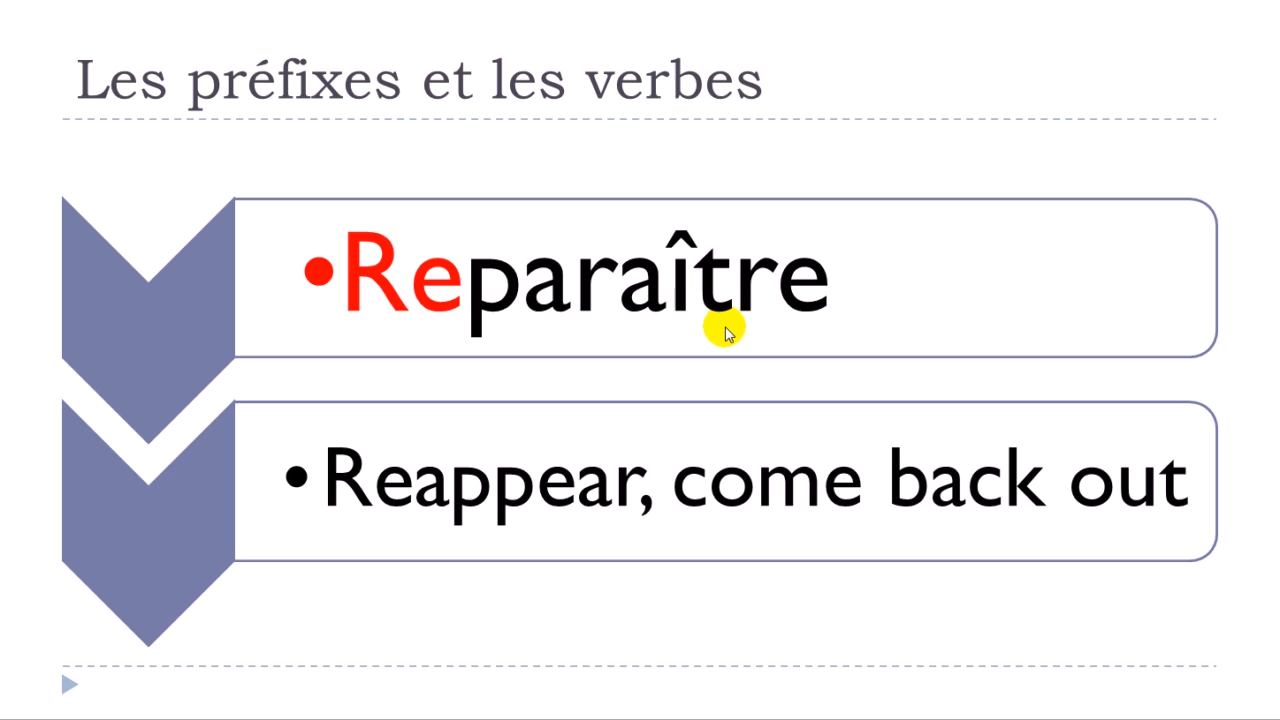 Les préfixes et les verbes
•Reparaître
•Reappear, come back out